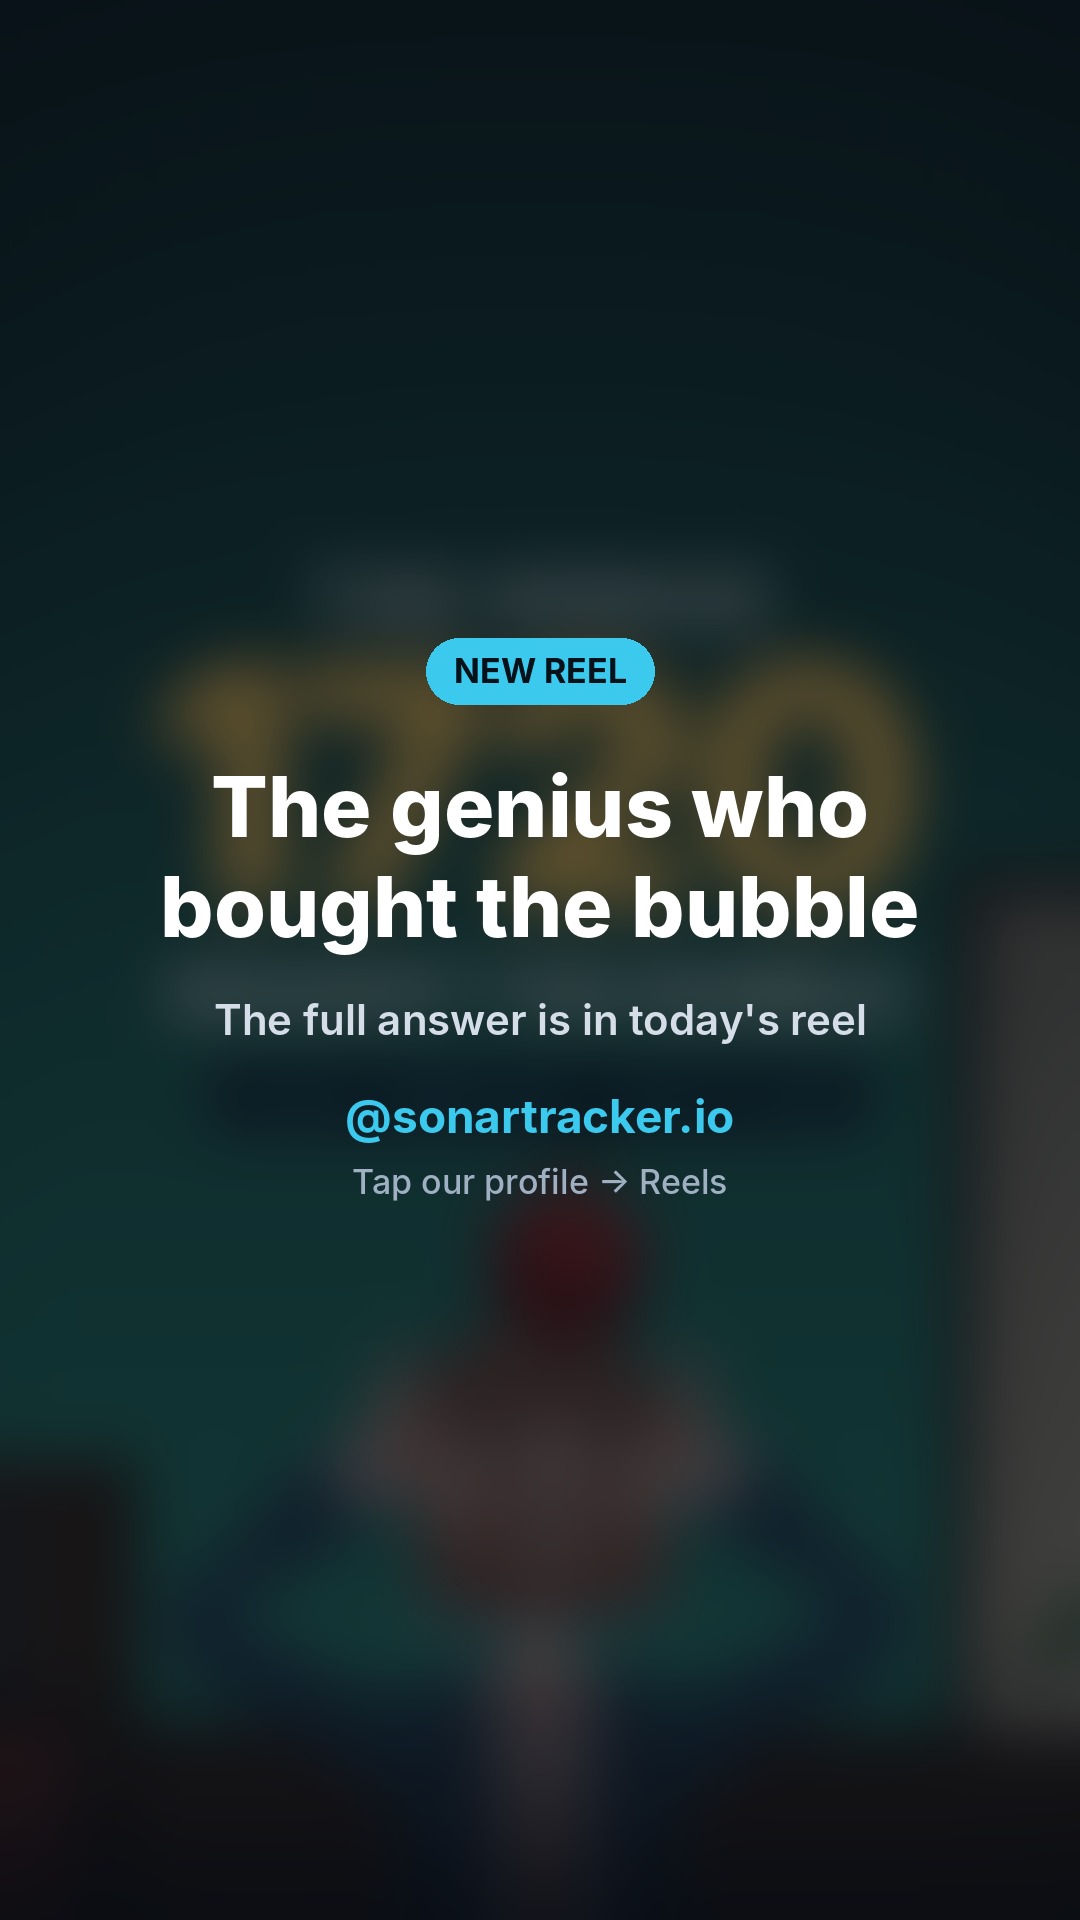 1720
NEW REEL
The genius who
bought the bubble
The full answer is in today's reel
@sonartracker.io
Tap our profile → Reels